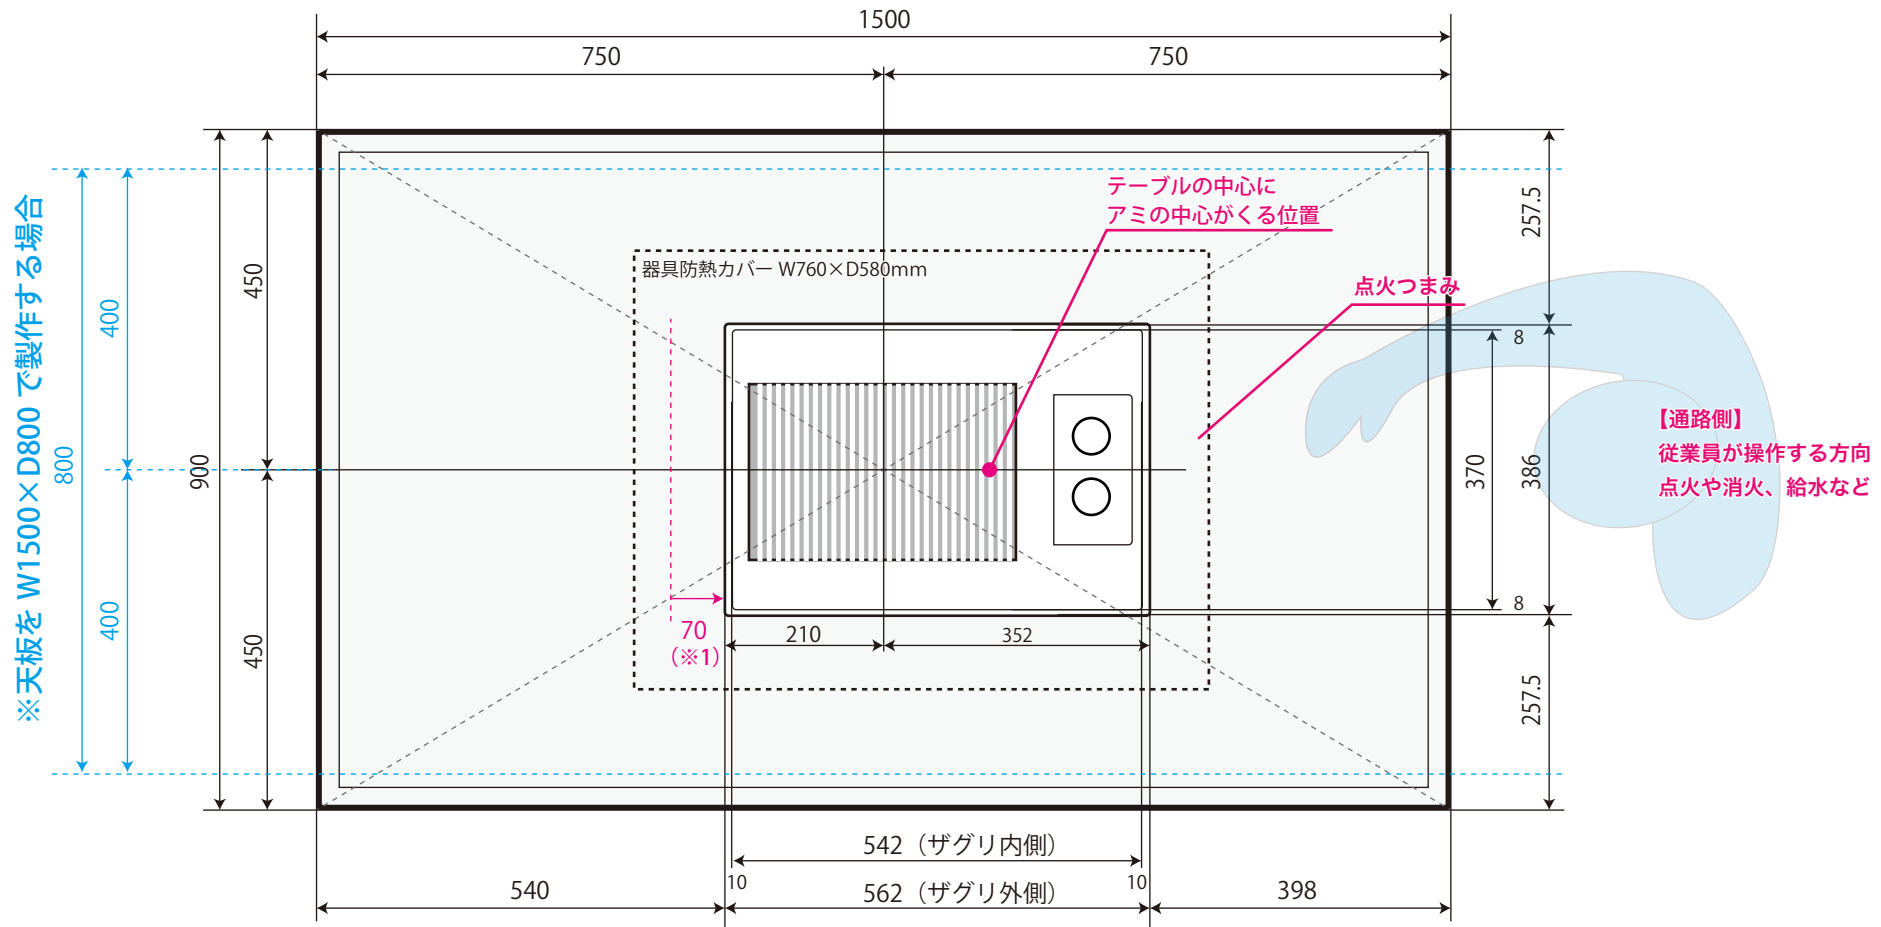 1500
750
750
※天板を W1500×D800 で製作する場合
800
400
400
900
450
450
テーブルの中心に
アミの中心がくる位置
器具防熱カバー W760×D580mm
点火つまみ
257.5
8
370
386
8
257.5
【通路側】
従業員が操作する方向
点火や消火、給水など
70
（※1）
210
352
542（ザグリ内側）
10
10
540
562（ザグリ外側）
398